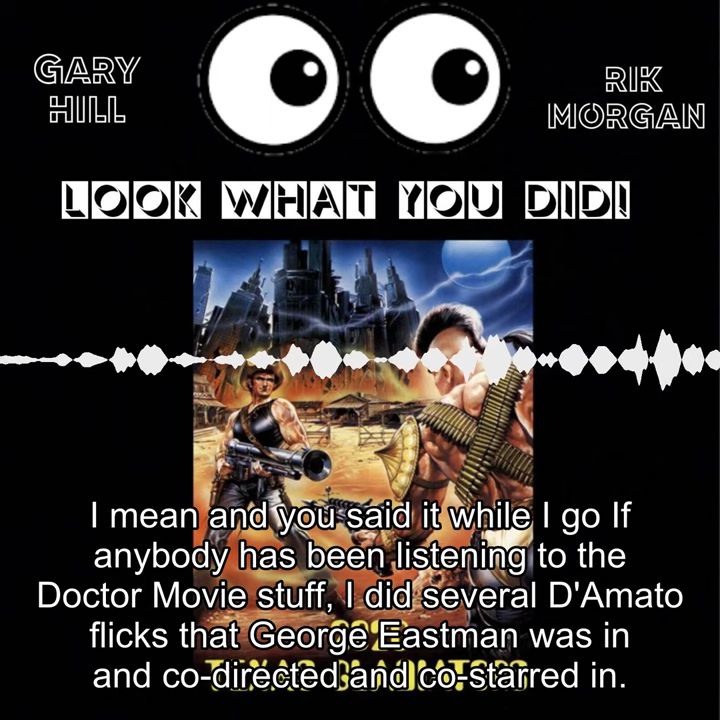 GARY
HILL
RIK
MORGAN
LOOK WHAT YOU DID!
I mean and you said it while I go If
anybody has been listening to the
Doctor Movie stuff, I did several D'Amato
flicks that George Eastman was in
and co-directed and co-starred in.